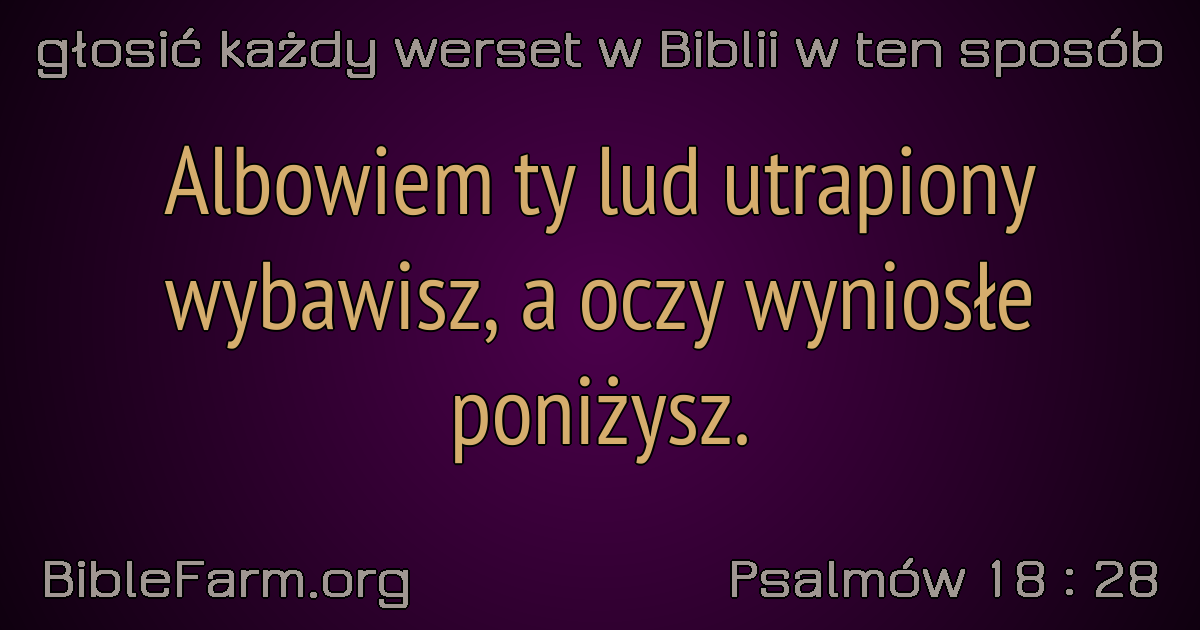 głosić każdy werset w Biblii w ten sposób
Albowiem ty lud utrapiony
wybawisz, a oczy wyniosłe
poniżysz.
BibleFarm.org
Psalmów 18 : 28